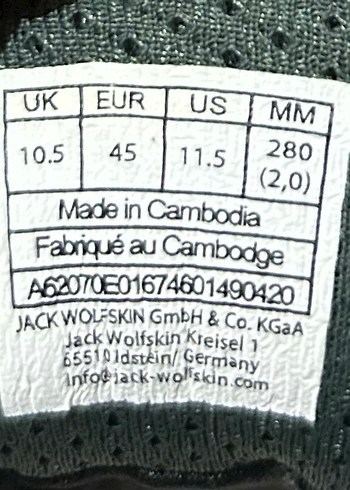 UK EUR US MM
10.5 45 11.5 280 (2,0)
Made in Cambodia
Fabriqué au Cambodge
A62070E01674601490420
JACK WOLFSKIN GmbH & Co. KGaA
Jack Wolfskin Kreisel 1
65510 Idstein/ Germany
info@jack-wolfskin.com